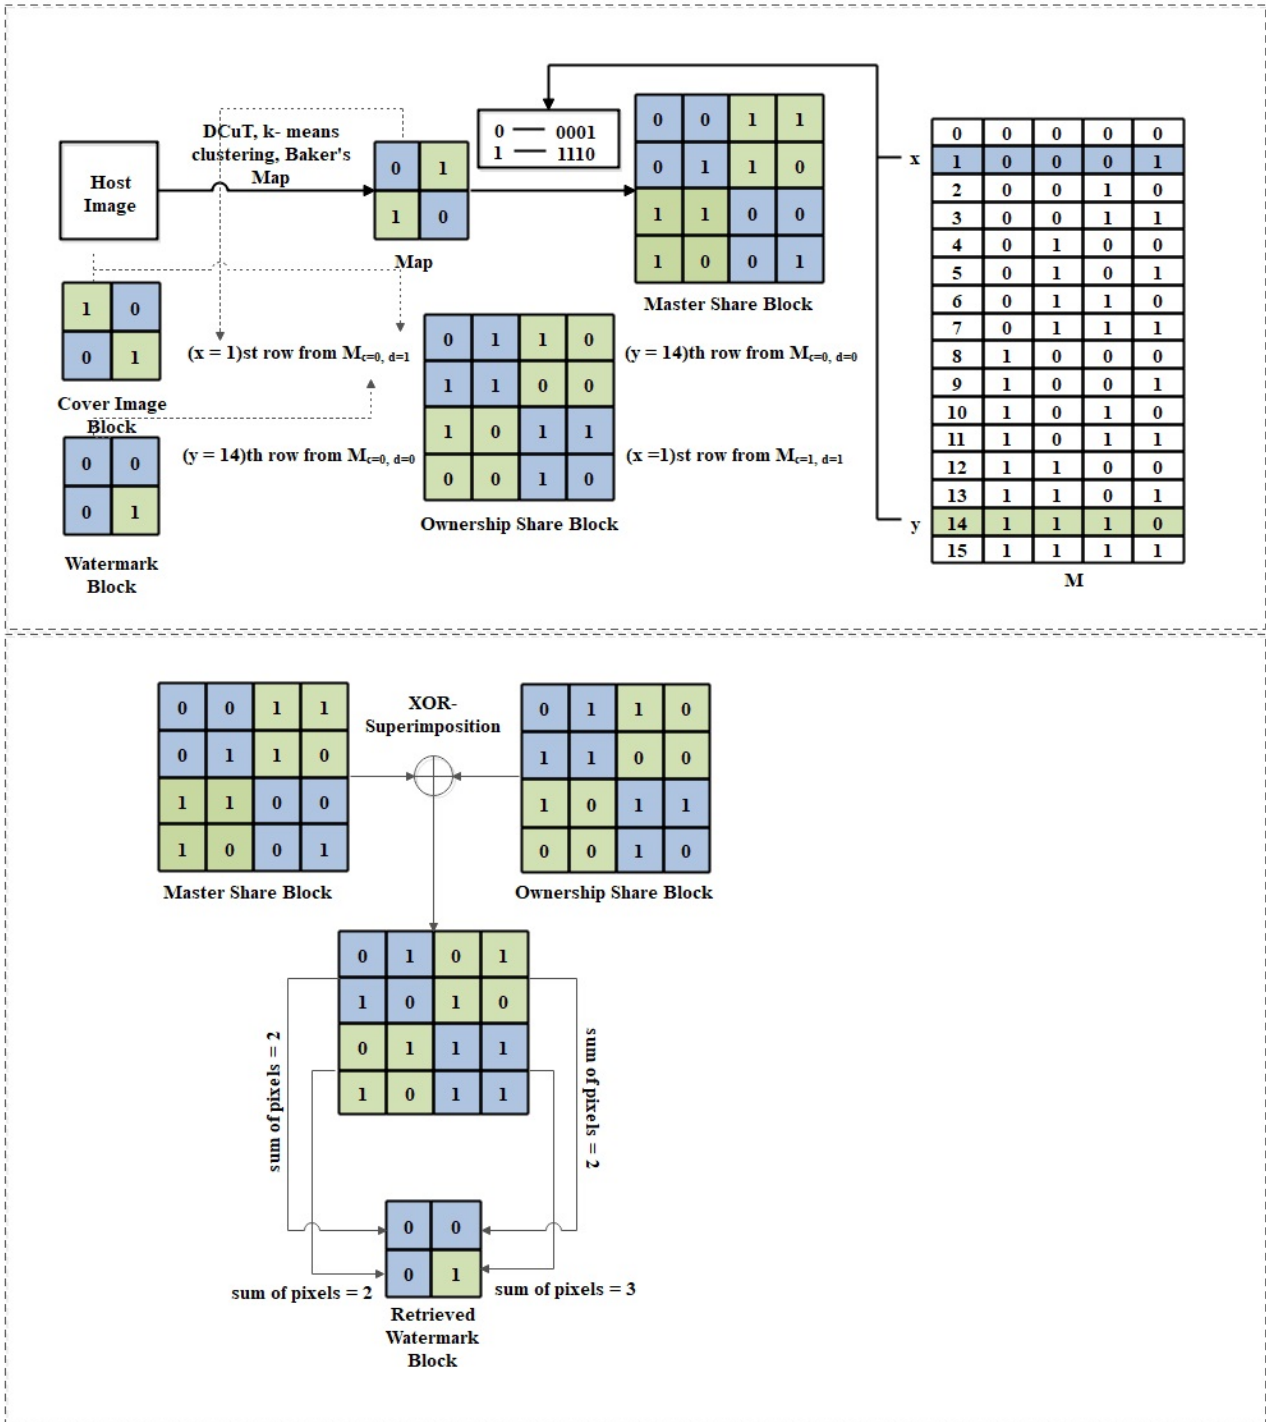 DCuT, k- means
clustering, Baker's
Map
Host
Image
0 1
1 0
Map
0 — 0001
1 — 1110
0 0 1 1
0 1 1 0
1 1 0 0
1 0 0 1
Master Share Block
x
y
0 0 0 0 0
1 0 0 0 1
2 0 0 1 0
3 0 0 1 1
4 0 1 0 0
5 0 1 0 1
6 0 1 1 0
7 0 1 1 1
8 1 0 0 0
9 1 0 0 1
10 1 0 1 0
11 1 0 1 1
12 1 1 0 0
13 1 1 0 1
14 1 1 1 0
15 1 1 1 1
M
1 0
0 1
Cover Image
Block
0 0
0 1
Watermark
Block
(x = 1)st row from Mc=0, d=1
(y = 14)th row from Mc=0, d=0
0 1 1 0
1 1 0 0
1 0 1 1
0 0 1 0
Ownership Share Block
(y = 14)th row from Mc=0, d=0
(x =1)st row from Mc=1, d=1
0 0 1 1
0 1 1 0
1 1 0 0
1 0 0 1
Master Share Block
XOR-
Superimposition
0 1 1 0
1 1 0 0
1 0 1 1
0 0 1 0
Ownership Share Block
0 1 0 1
1 0 1 0
0 1 1 1
1 0 1 1
sum of pixels = 2
sum of pixels = 2
0 0
0 1
sum of pixels = 2
sum of pixels = 3
Retrieved
Watermark
Block